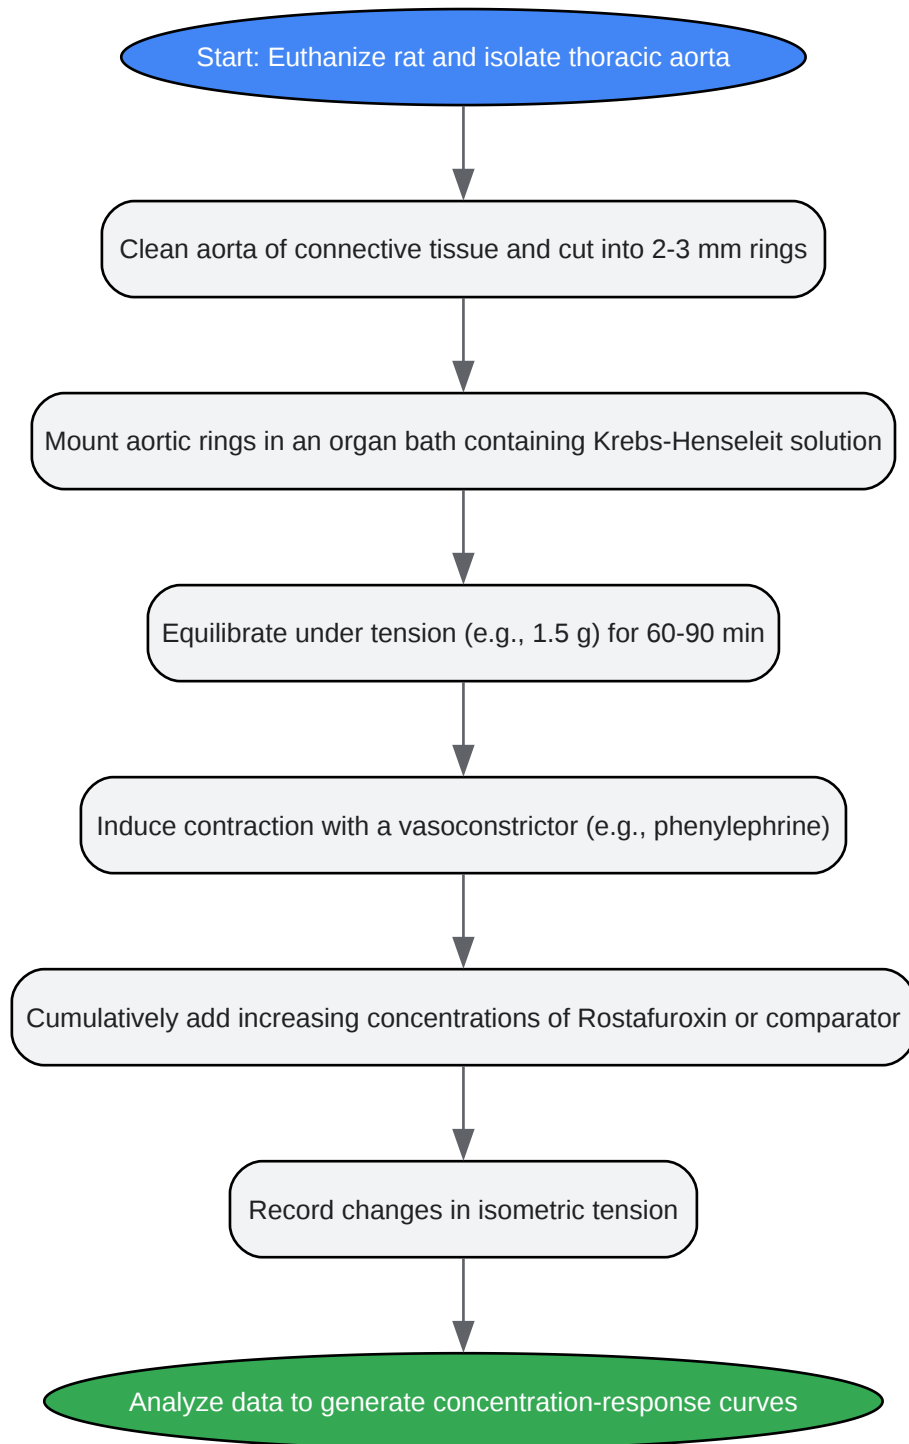 Start: Euthanize rat and isolate thoracic aorta
Clean aorta of connective tissue and cut into 2-3 mm rings
Mount aortic rings in an organ bath containing Krebs-Henseleit solution
Equilibrate under tension (e.g., 1.5 g) for 60-90 min
Induce contraction with a vasoconstrictor (e.g., phenylephrine)
Cumulatively add increasing concentrations of Rostafuroxin or comparator
Record changes in isometric tension
Analyze data to generate concentration-response curves